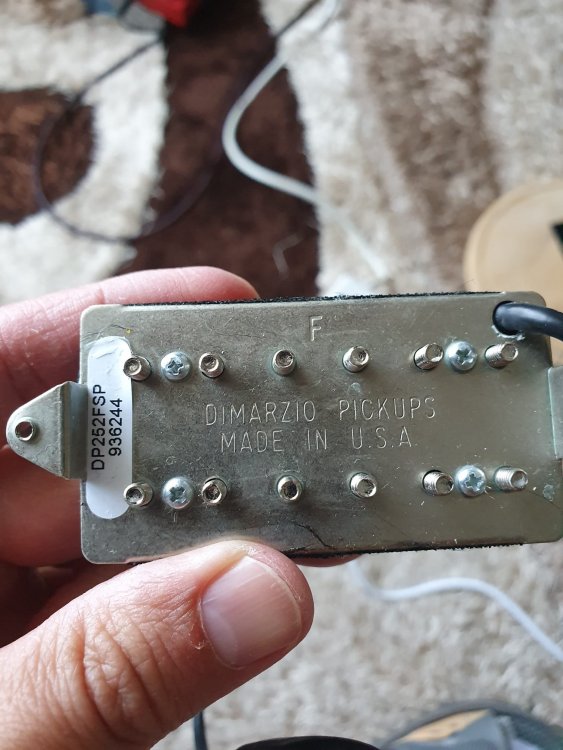 F
DIMARZIO PICKUPS
MADE IN U.S.A.
DP252FSP
936244